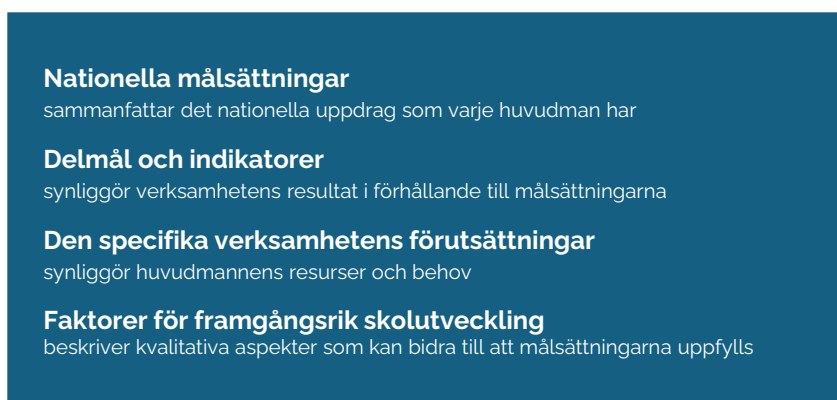 Nationella målsättningar
sammanfattar det nationella uppdrag som varje huvudman har
Delmål och indikatorer
synliggör verksamhetens resultat i förhållande till målsättningarna
Den specifika verksamhetens förutsättningar
synliggör huvudmannens resurser och behov
Faktorer för framgångsrik skolutveckling
beskriver kvalitativa aspekter som kan bidra till att målsättningarna uppfylls